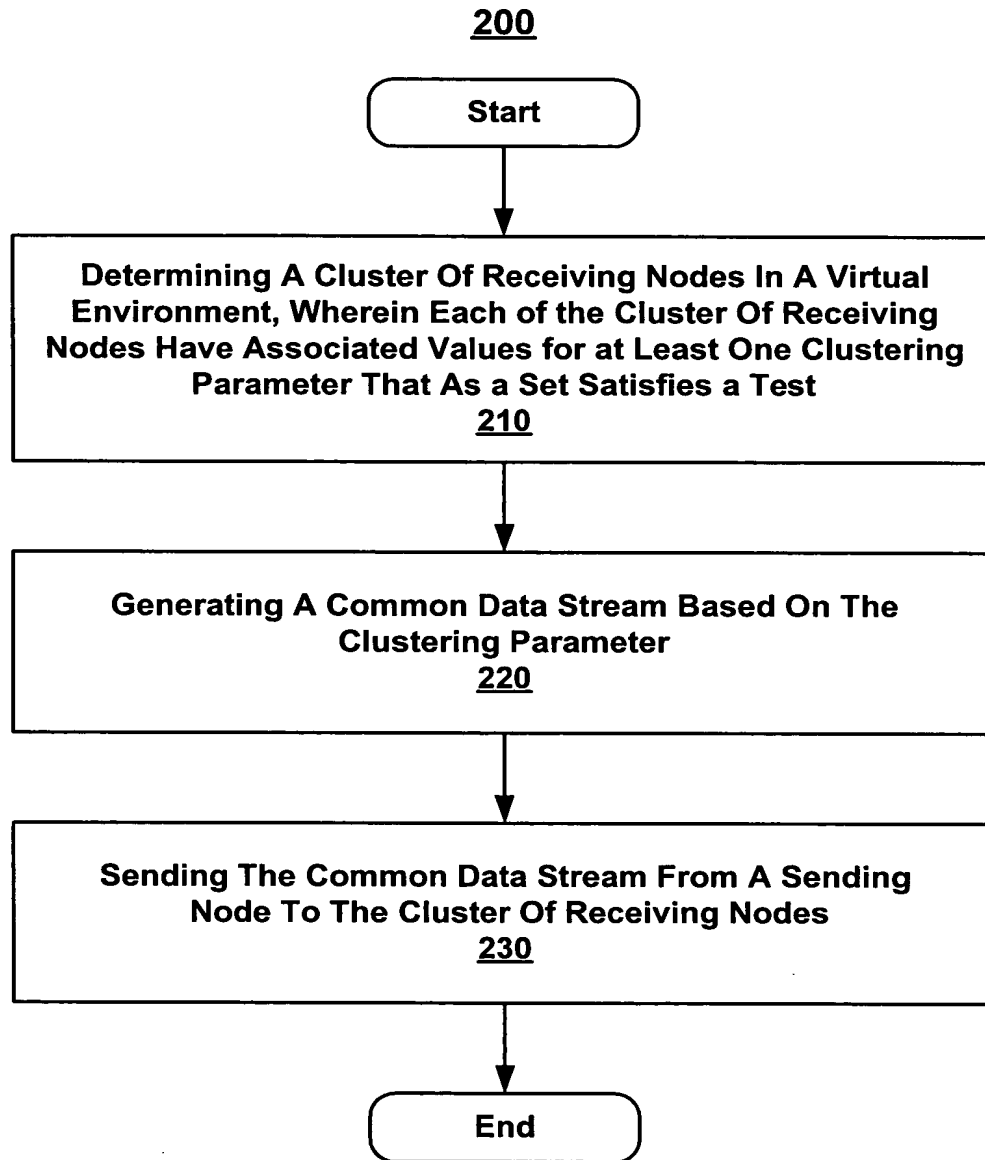 200
Start
Determining A Cluster Of Receiving Nodes In A Virtual
Environment, Wherein Each of the Cluster Of Receiving
Nodes Have Associated Values for at Least One Clustering
Parameter That As a Set Satisfies a Test
210
Generating A Common Data Stream Based On The
Clustering Parameter
220
Sending The Common Data Stream From A Sending
Node To The Cluster Of Receiving Nodes
230
End